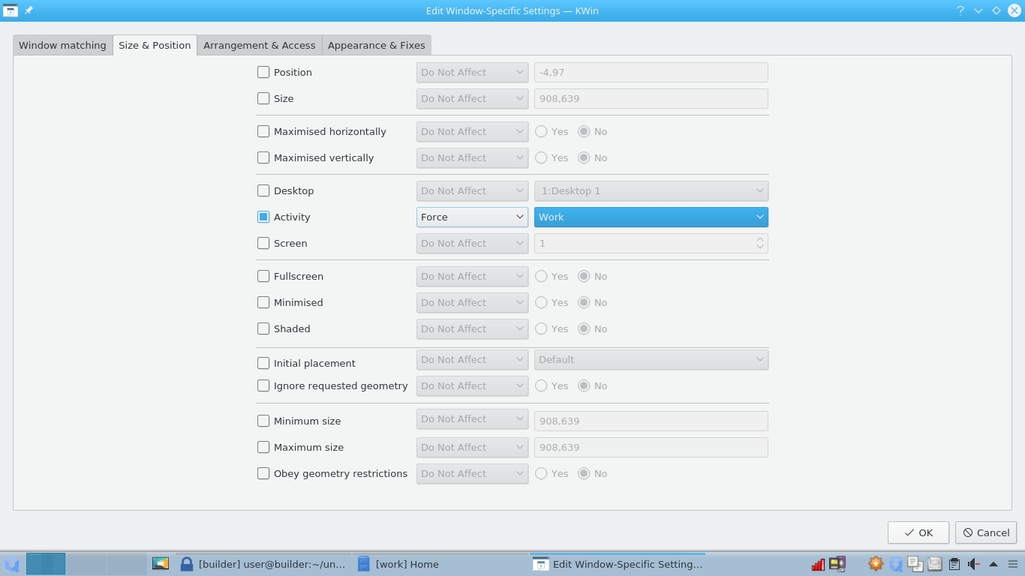 Edit Window-Specific Settings — KWin
Window matching Size & Position Arrangement & Access Appearance & Fixes
Position Do Not Affect -4,97
Size Do Not Affect 908,639
Maximised horizontally Do Not Affect Yes No
Maximised vertically Do Not Affect Yes No
Desktop Do Not Affect 1:Desktop 1
Activity Force Work
Screen Do Not Affect 1
Fullscreen Do Not Affect Yes No
Minimised Do Not Affect Yes No
Shaded Do Not Affect Yes No
Initial placement Do Not Affect Default
Ignore requested geometry Do Not Affect Yes No
Minimum size Do Not Affect 908,639
Maximum size Do Not Affect 908,639
Obey geometry restrictions Do Not Affect Yes No
OK Cancel
[builder] user@builder:~/un... [work] Home Edit Window-Specific Setting...